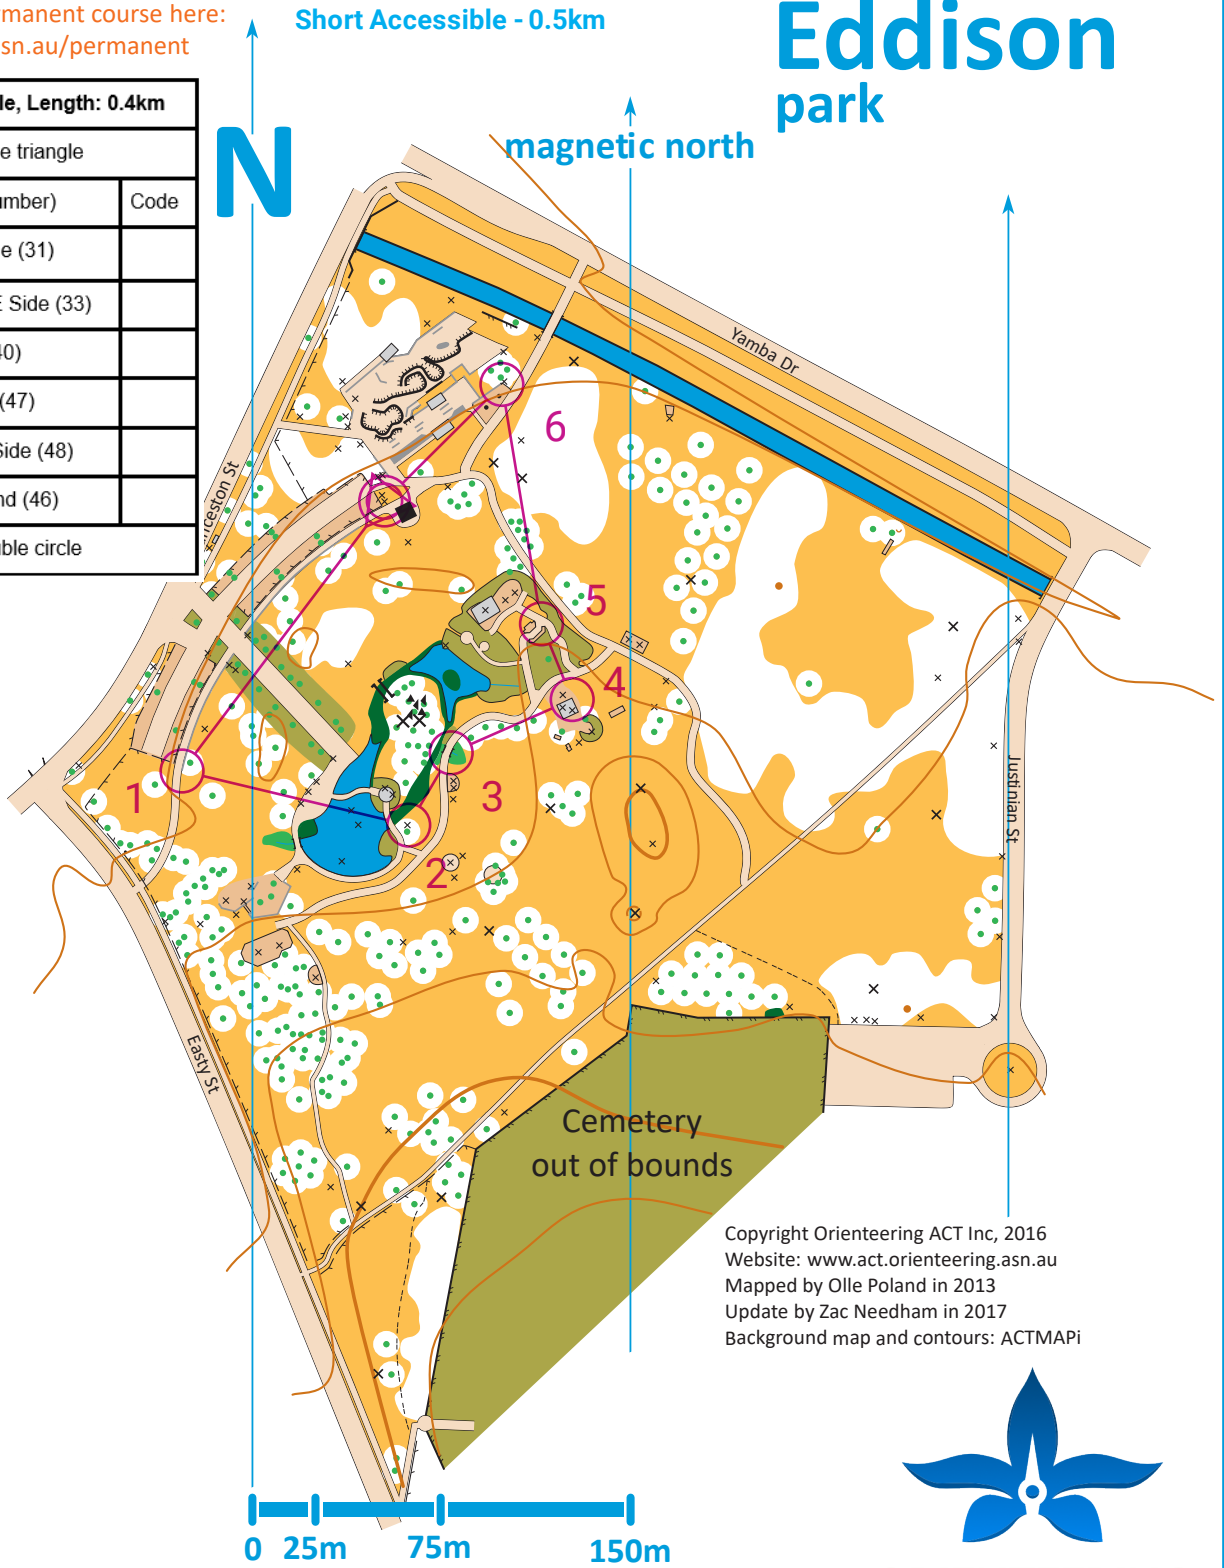 rmanent course here:
sn.au/permanent
Short Accessible - 0.5km
Eddison
park
le, Length: 0.4km
e triangle
umber)
Code
e (31)
E Side (33)
40)
(47)
Side (48)
nd (46)
uble circle
N
magnetic north
Yamba Dr
nceston St
Justinian St
Easty St
6
5
4
1
3
2
Cemetery
out of bounds
Copyright Orienteering ACT Inc, 2016
Website: www.act.orienteering.asn.au
Mapped by Olle Poland in 2013
Update by Zac Needham in 2017
Background map and contours: ACTMAPi
0 25m 75m 150m